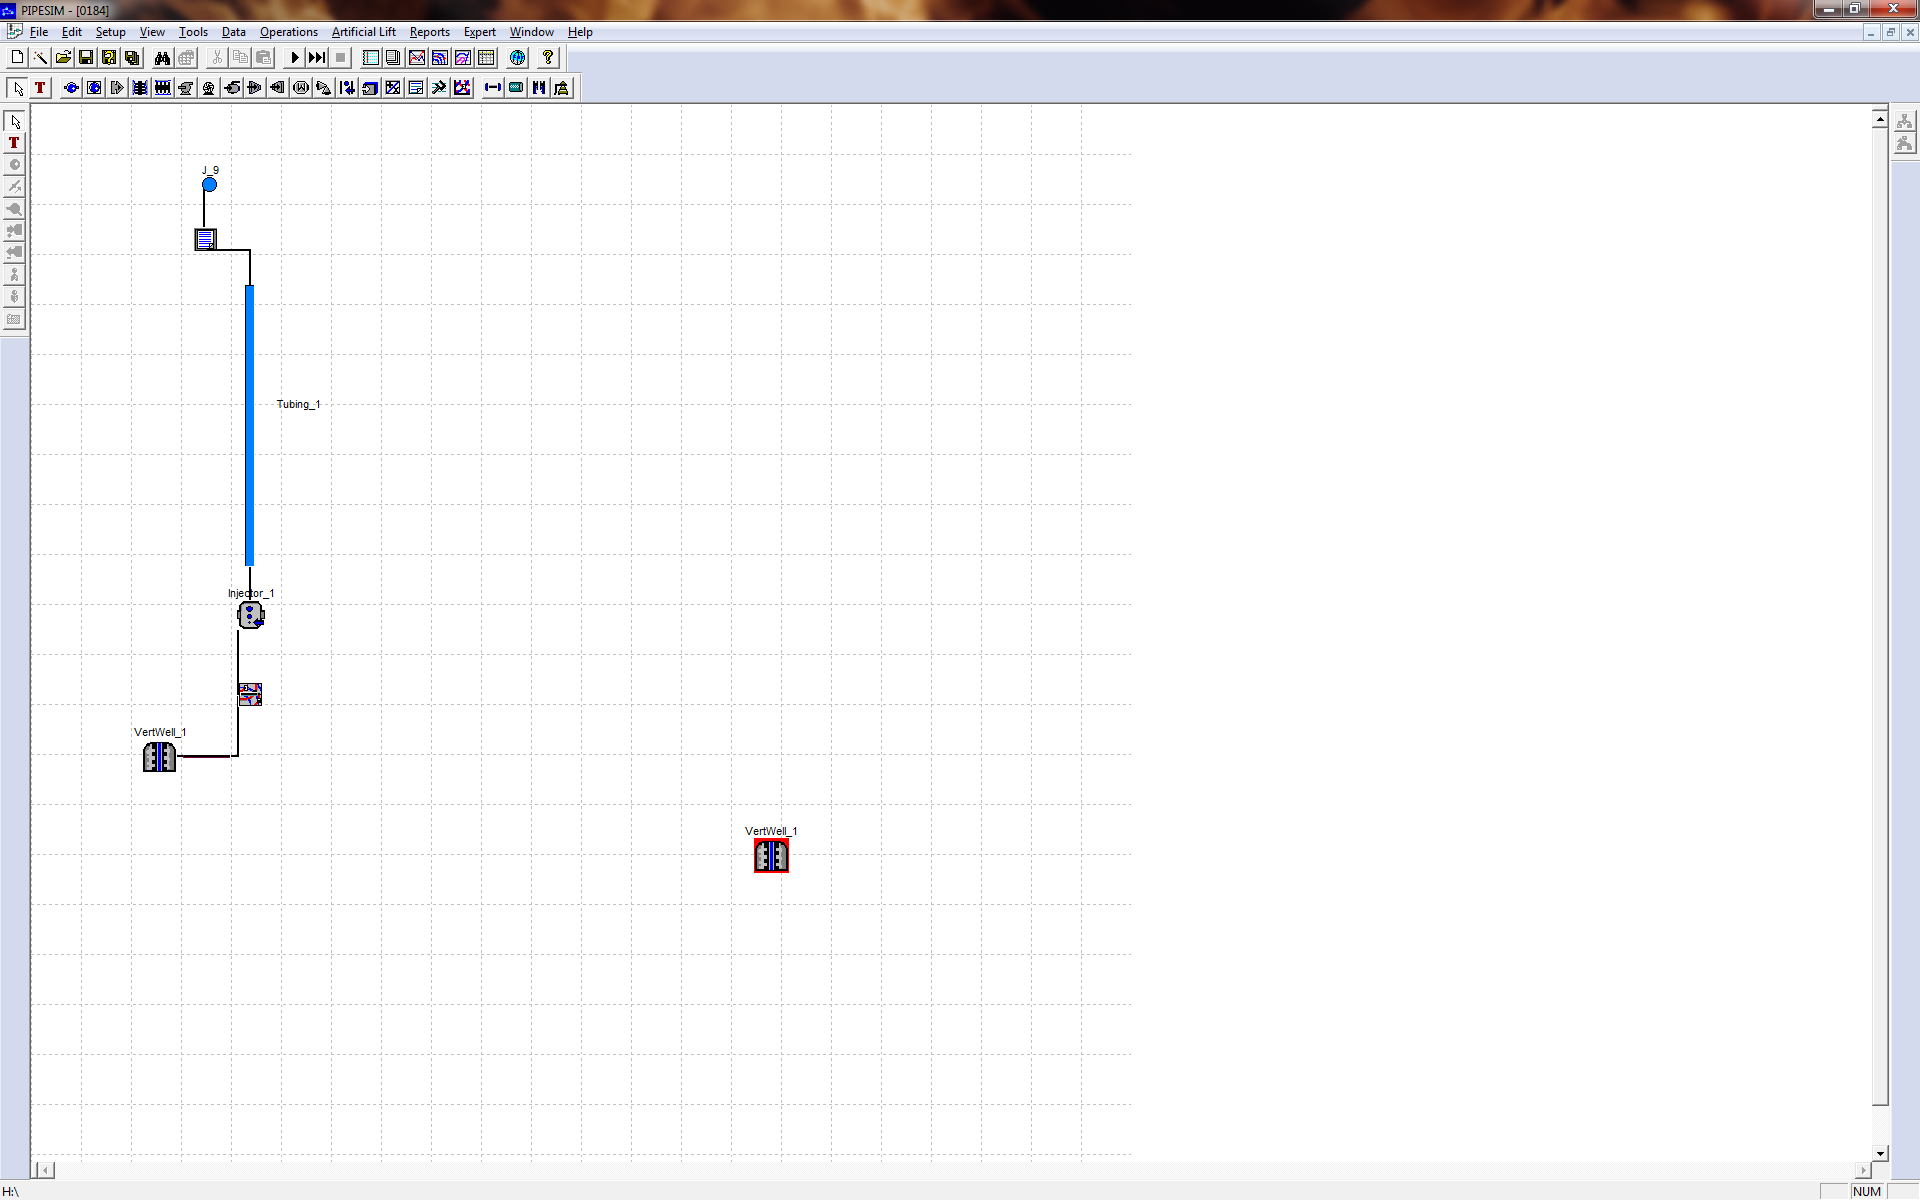 PIPESIM - [0184]
File Edit Setup View Tools Data Operations Artificial Lift Reports Expert Window Help
T
T
J_9
Tubing_1
Injector_1
VertWell_1
VertWell_1
H:\ NUM